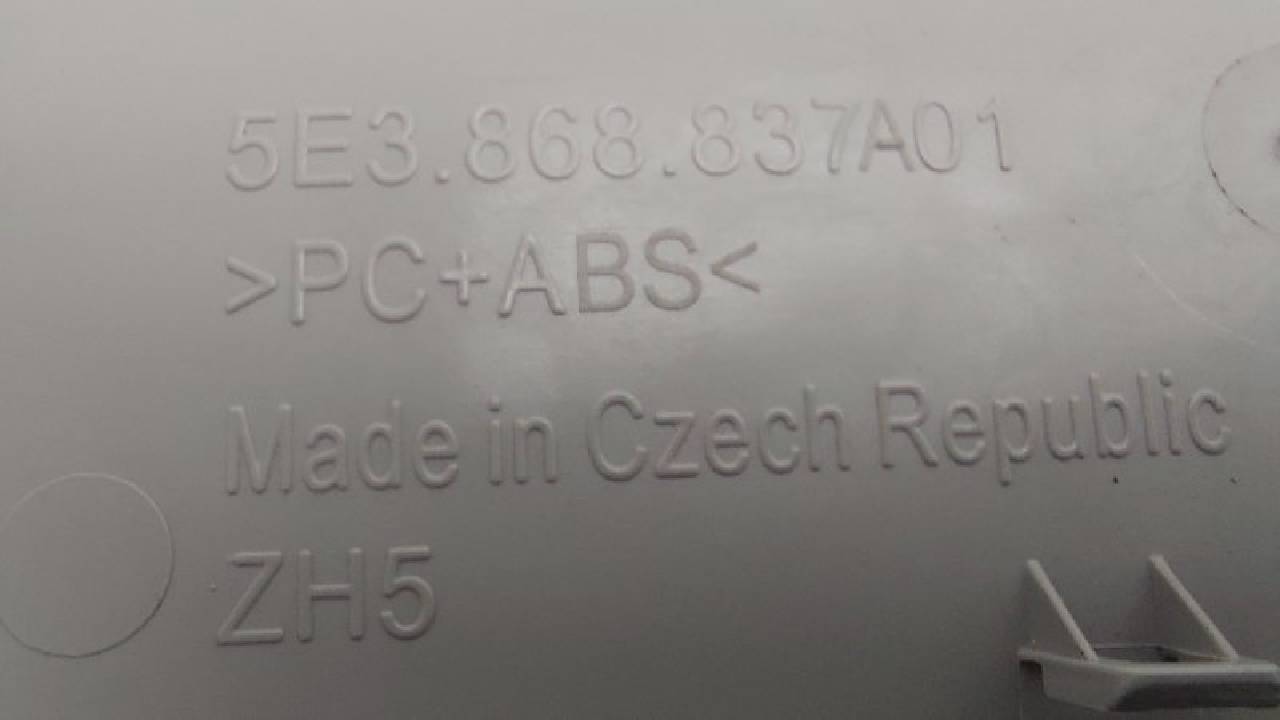 5E3.868.837A01
>PC+ABS<
Made in Czech Republic
ZH5